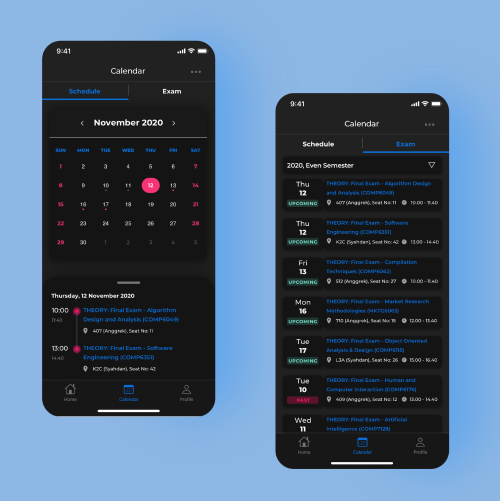 9:41
Calendar
Schedule
Exam
November 2020
SUN MON TUE WED THU FRI SAT
1 2 3 4 5 6 7
8 9 10 11 12 13 14
15 16 17 18 19 20 21
22 23 24 25 26 27 28
29 30 1 2 3 4 5
Thursday, 12 November 2020
10:00 THEORY: Final Exam - Algorithm
11:40 Design and Analysis (COMP6049)
407 (Anggrek), Seat No: 11
13:00 THEORY: Final Exam - Software
14:40 Engineering (COMP6351)
K2C (Syahdan), Seat No: 42
Home Calendar Profile
9:41
Calendar
Schedule
Exam
2020, Even Semester
Thu THEORY: Final Exam - Algorithm Design
12 and Analysis (COMP6049)
UPCOMING 407 (Anggrek), Seat No: 11 10.00 - 11.40
Thu THEORY: Final Exam - Software
12 Engineering (COMP6351)
UPCOMING K2C (Syahdan), Seat No: 42 13.00 - 14.40
Fri THEORY: Final Exam - Compilation
13 Techniques (COMP6062)
UPCOMING 512 (Anggrek), Seat No: 27 10.00 - 11.40
Mon THEORY: Final Exam - Market Research
16 Methodologies (MKTG6063)
UPCOMING 710 (Anggrek), Seat No: 15 12.00 - 13.40
Tue THEORY: Final Exam - Object Oriented
17 Analysis & Design
UPCOMING L3A (Syahdan), Seat No: 26 15.00 - 16.40
Tue THEORY: Final Exam - Human and
10 Computer Interaction (COMP6176)
PAST 409 (Anggrek), Seat No: 12 13.00 - 14.40
Wed THEORY: Final Exam - Artificial
11 Intelligence (COMP7128)
Home Calendar Profile